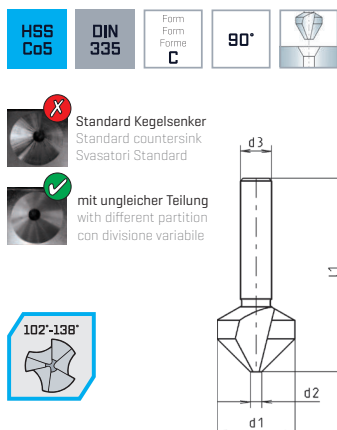 HSS
Co5
DIN
335
Form
Form
Forme
C
90°
Standard Kegelsenker
Standard countersink
Svasatori Standard
mit ungleicher Teilung
with different partition
con divisione variabile
102°-138°
d3
l1
d2
d1